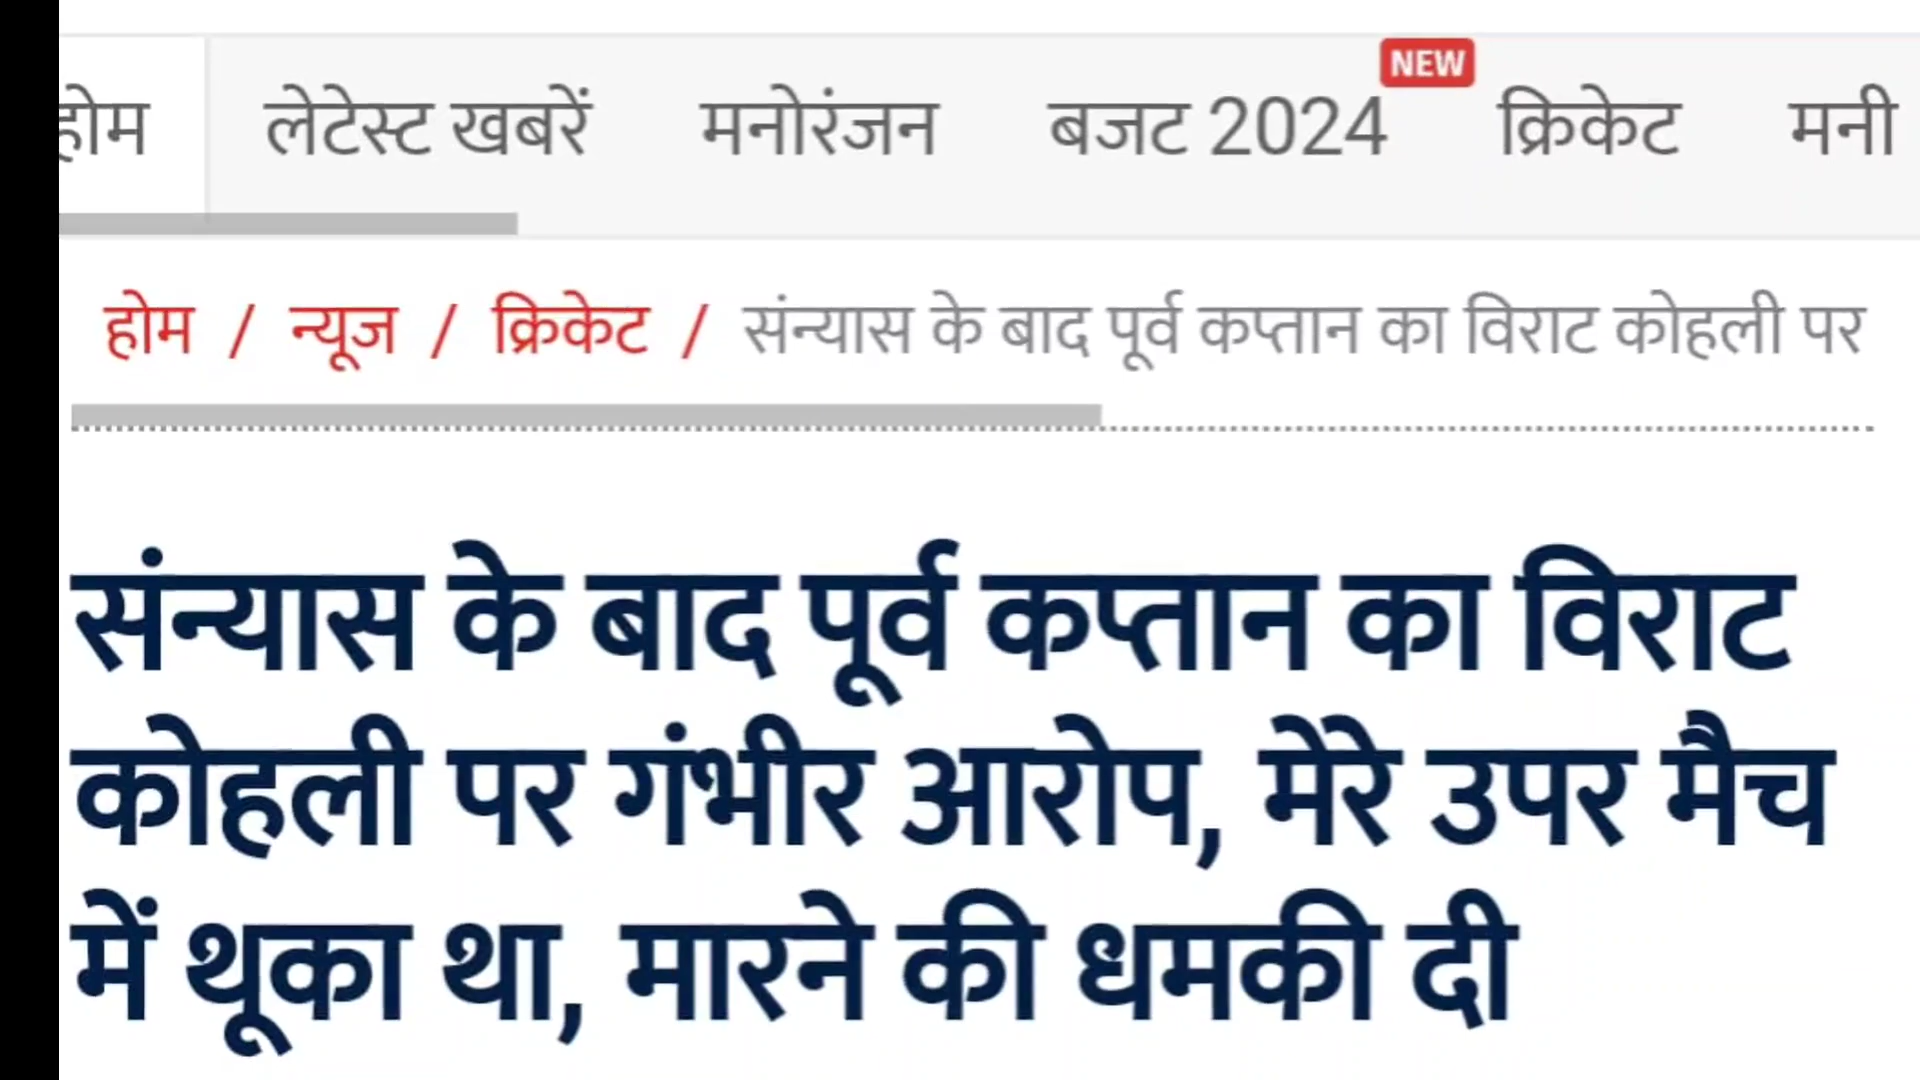 होम लेटेस्ट खबरें मनोरंजन बजट 2024 NEW क्रिकेट मनी
होम / न्यूज / क्रिकेट / संन्यास के बाद पूर्व कप्तान का विराट कोहली पर
संन्यास के बाद पूर्व कप्तान का विराट
कोहली पर गंभीर आरोप, मेरे उपर मैच
में थूका था, मारने की धमकी दी